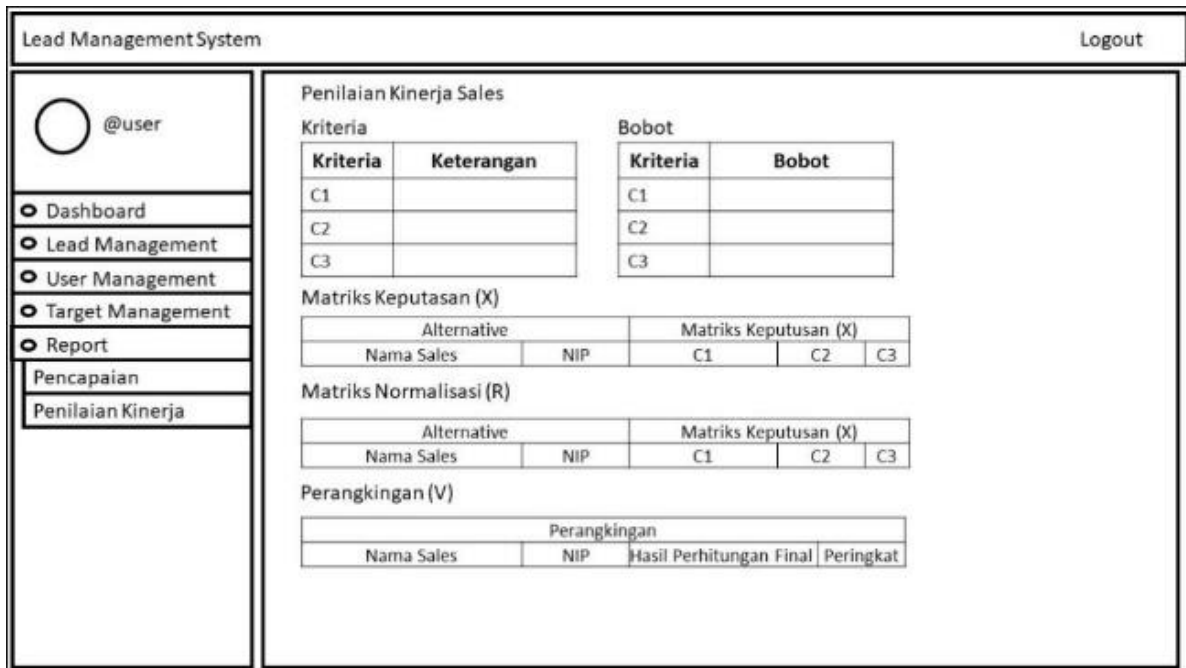 Lead Management System
Logout
@user
Dashboard
Lead Management
User Management
Target Management
Report
Pencapaian
Penilaian Kinerja
Penilaian Kinerja Sales
Kriteria
Kriteria Keterangan
C1
C2
C3
Bobot
Kriteria Bobot
C1
C2
C3
Matriks Keputasan (X)
Alternative Matriks Keputusan (X)
Nama Sales NIP C1 C2 C3
Matriks Normalisasi (R)
Alternative Matriks Keputusan (X)
Nama Sales NIP C1 C2 C3
Perangkingan (V)
Perangkingan
Nama Sales NIP Hasil Perhitungan Final Peringkat